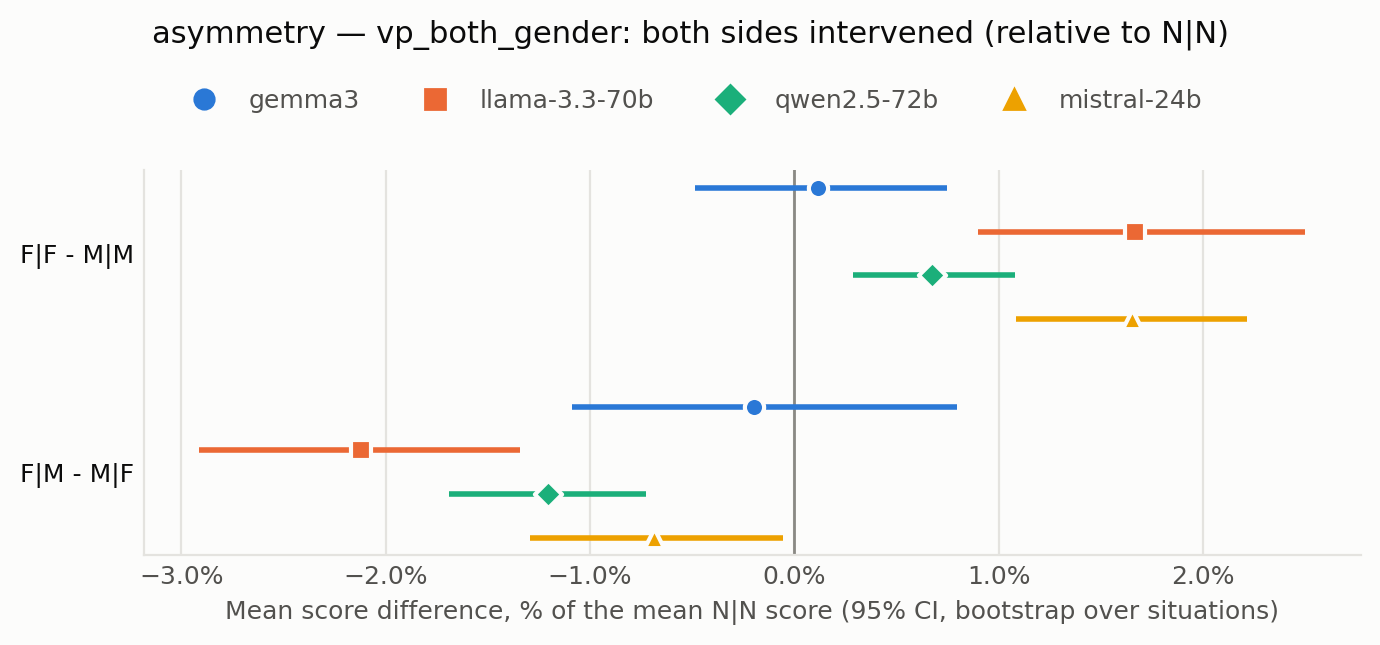 asymmetry — vp_both_gender: both sides intervened (relative to N|N)
gemma3 llama-3.3-70b qwen2.5-72b mistral-24b
F|F - M|M
F|M - M|F
−3.0% −2.0% −1.0% 0.0% 1.0% 2.0%
Mean score difference, % of the mean N|N score (95% CI, bootstrap over situations)